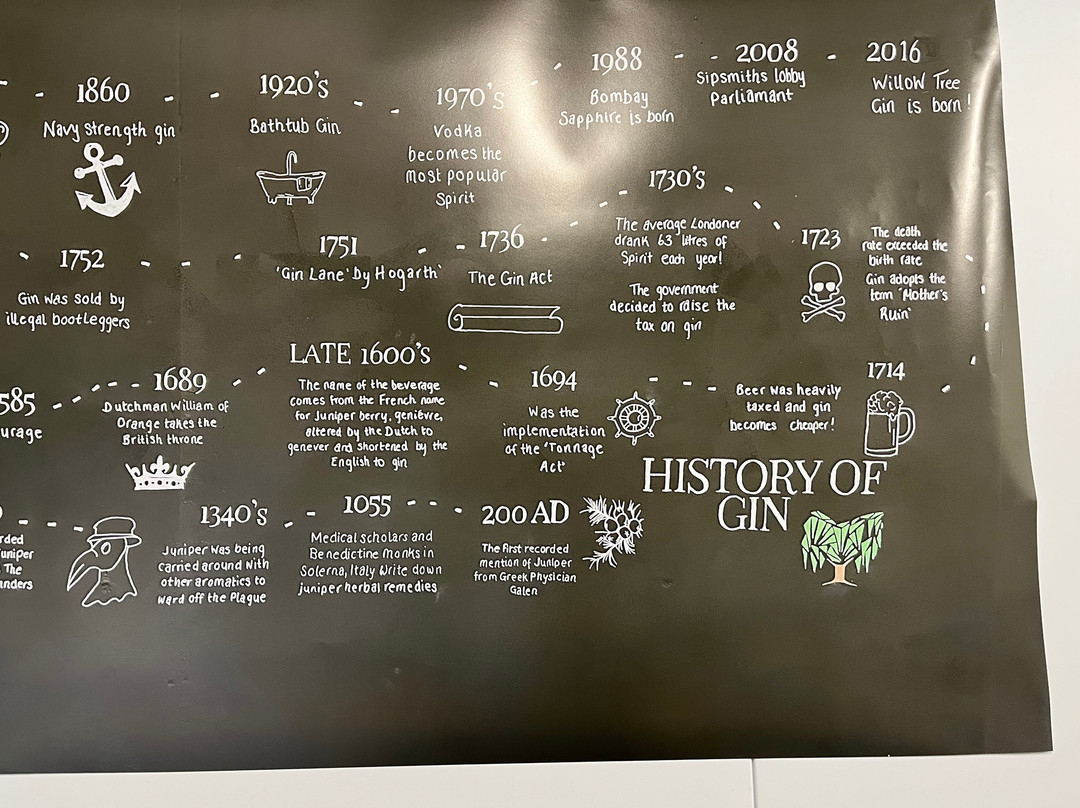 1860
Navy Strength gin
1920's
Bathtub Gin
1970's
Vodka
becomes the
most popular
Spirit
1988
Bombay
Sapphire is born
2008
Sipsmiths lobby
Parliamant
2016
Willow Tree
Gin is born!
1752
Gin was sold by
illegal bootleggers
1751
'Gin Lane' by Hogarth'
1736
The Gin Act
1730's
The average Londoner
drank 63 litres of
Spirit each year!
The government
decided to raise the
tax on gin
1723
The death
rate exceeded the
birth rate
Gin adopts the
term 'Mother's
Ruin'
585
urage
1689
Dutchman William of
Orange takes the
British throne
LATE 1600's
The name of the beverage
comes from the French name
for Juniper berry, genièvre,
altered by the Dutch to
genever and shortened by the
English to gin
1694
Was the
implementation
of the 'Tonnage
Act'
1714
Beer was heavily
taxed and gin
becomes cheaper!
HISTORY OF
GIN
rded
uniper
The
nders
1340's
Juniper was being
carried around with
other aromatics to
ward off the Plague
1055
Medical scholars and
Benedictine monks in
Solerna, Italy write down
juniper herbal remedies
200 AD
The first recorded
mention of Juniper
from Greek Physician
Galen